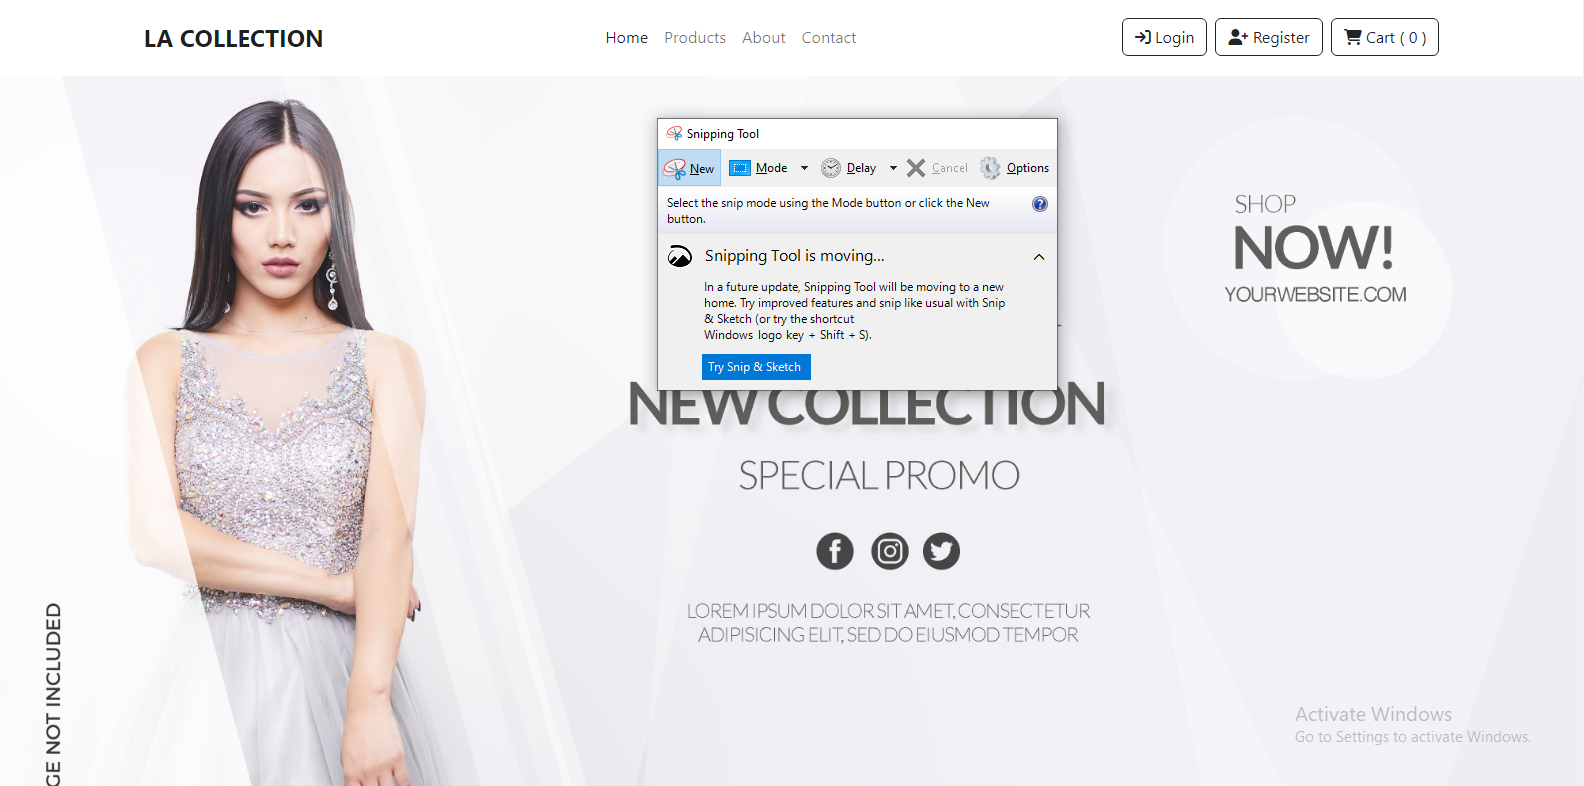 LA COLLECTION
Home Products About Contact
Login Register Cart ( 0 )
Snipping Tool
New Mode Delay Cancel Options
Select the snip mode using the Mode button or click the New
button.
Snipping Tool is moving...
In a future update, Snipping Tool will be moving to a new
home. Try improved features and snip like usual with Snip
& Sketch (or try the shortcut
Windows logo key + Shift + S).
Try Snip & Sketch
SHOP
NOW!
YOURWEBSITE.COM
NEW COLLECTION
SPECIAL PROMO
LOREM IPSUM DOLOR SIT AMET, CONSECTETUR
ADIPISICING ELIT, SED DO EIUSMOD TEMPOR
NOT INCLUDED
Activate Windows
Go to Settings to activate Windows.